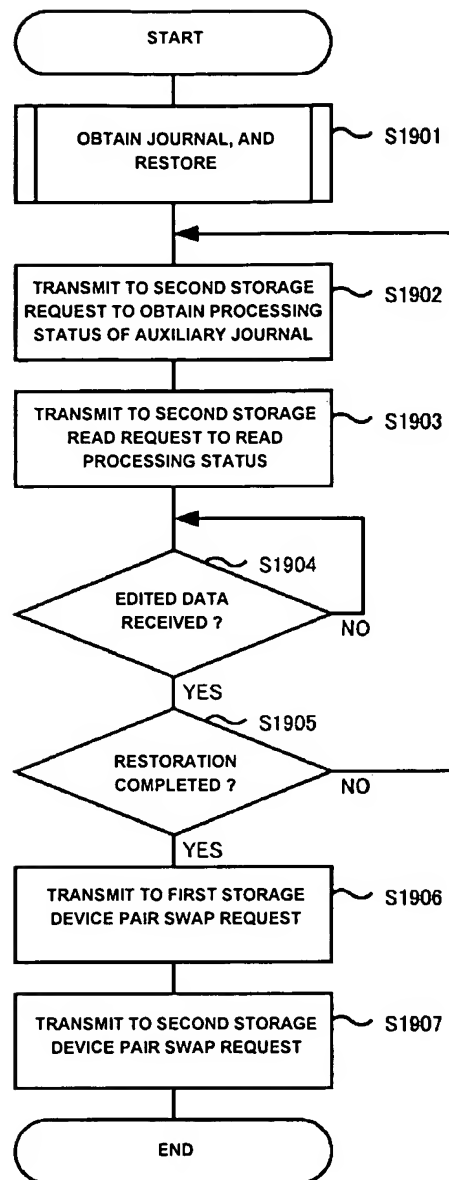 START
OBTAIN JOURNAL, AND
RESTORE
S1901
TRANSMIT TO SECOND STORAGE
REQUEST TO OBTAIN PROCESSING
STATUS OF AUXILIARY JOURNAL
S1902
TRANSMIT TO SECOND STORAGE
READ REQUEST TO READ
PROCESSING STATUS
S1903
S1904
EDITED DATA
RECEIVED ?
NO
YES
S1905
RESTORATION
COMPLETED ?
NO
YES
TRANSMIT TO FIRST STORAGE
DEVICE PAIR SWAP REQUEST
S1906
TRANSMIT TO SECOND STORAGE
DEVICE PAIR SWAP REQUEST
S1907
END